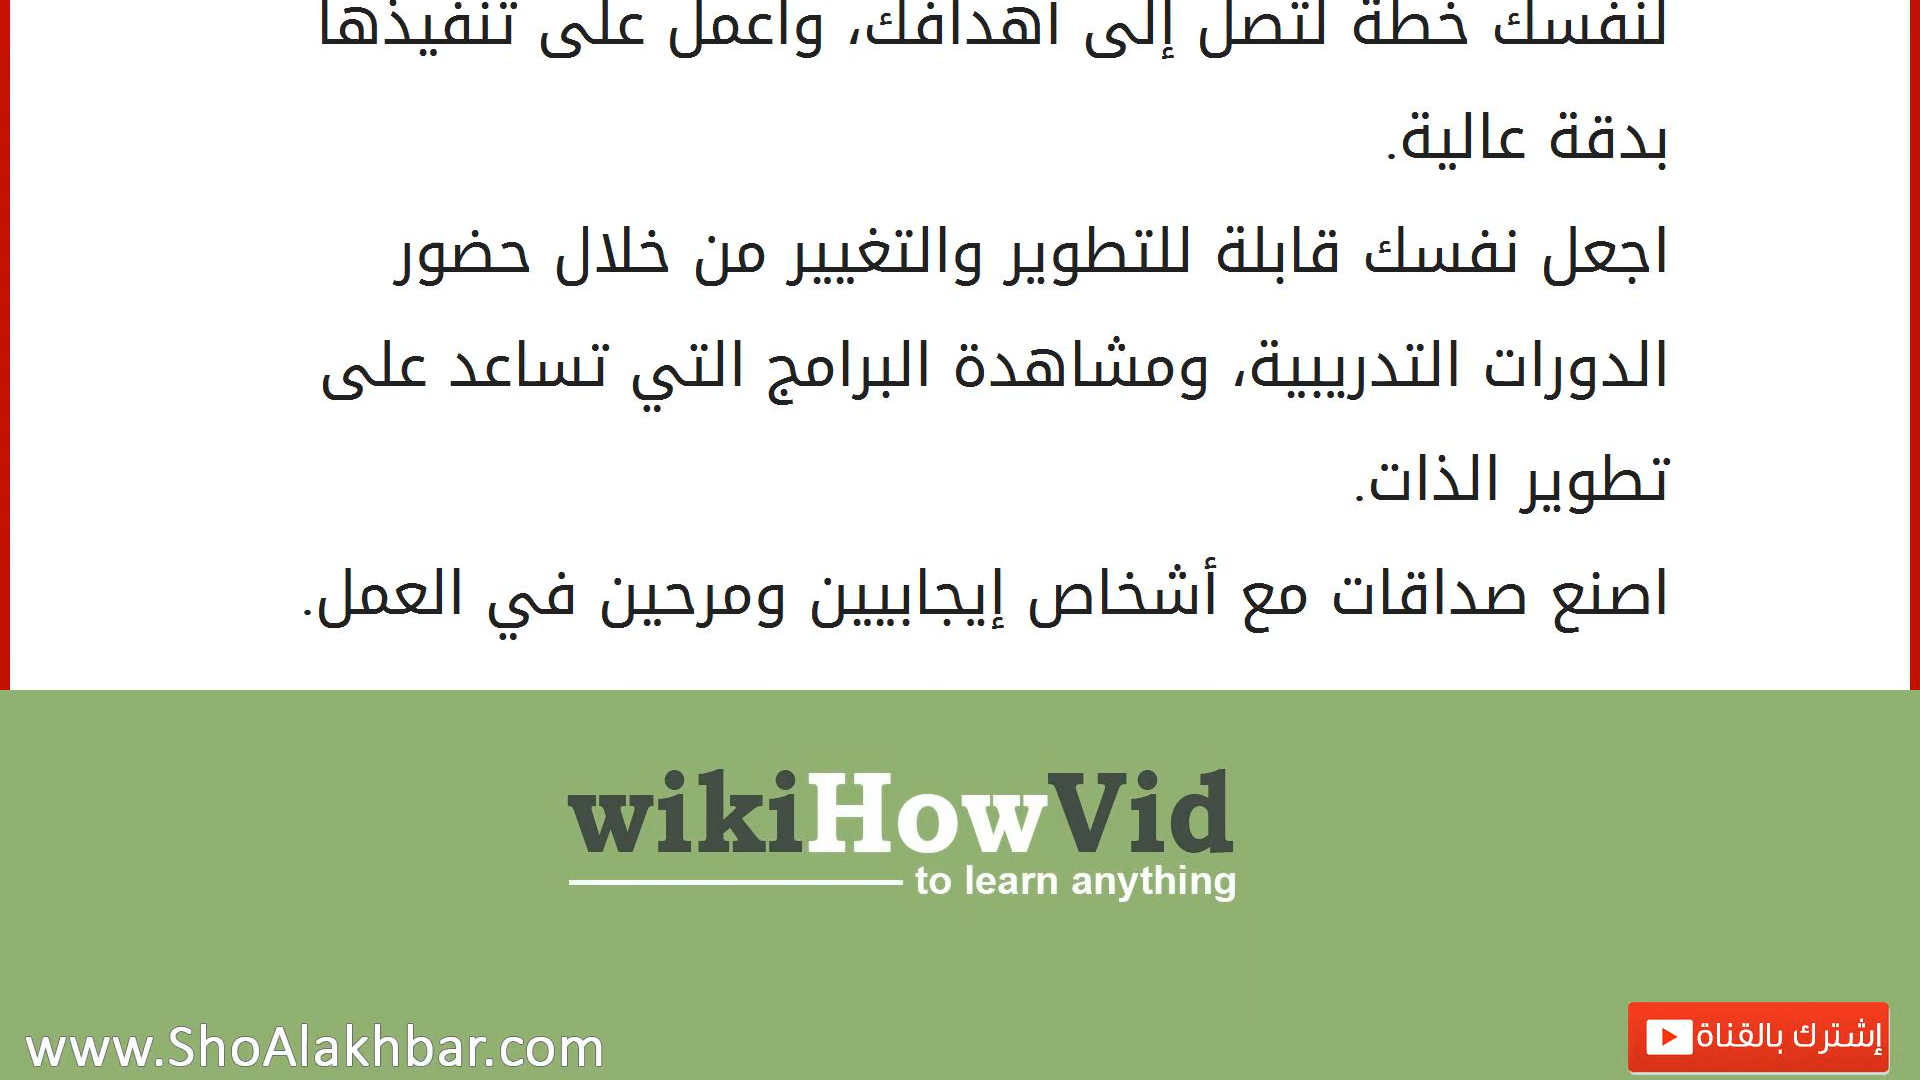 لنفسك خطة لتصل إلى أهدافك، واعمل على تنفيذها
بدقة عالية.
اجعل نفسك قابلة للتطوير والتغيير من خلال حضور
الدورات التدريبية، ومشاهدة البرامج التي تساعد على
تطوير الذات.
اصنع صداقات مع أشخاص إيجابيين ومرحين في العمل.
wikiHowVid
to learn anything
www.ShoAlakhbar.com
إشترك بالقناة